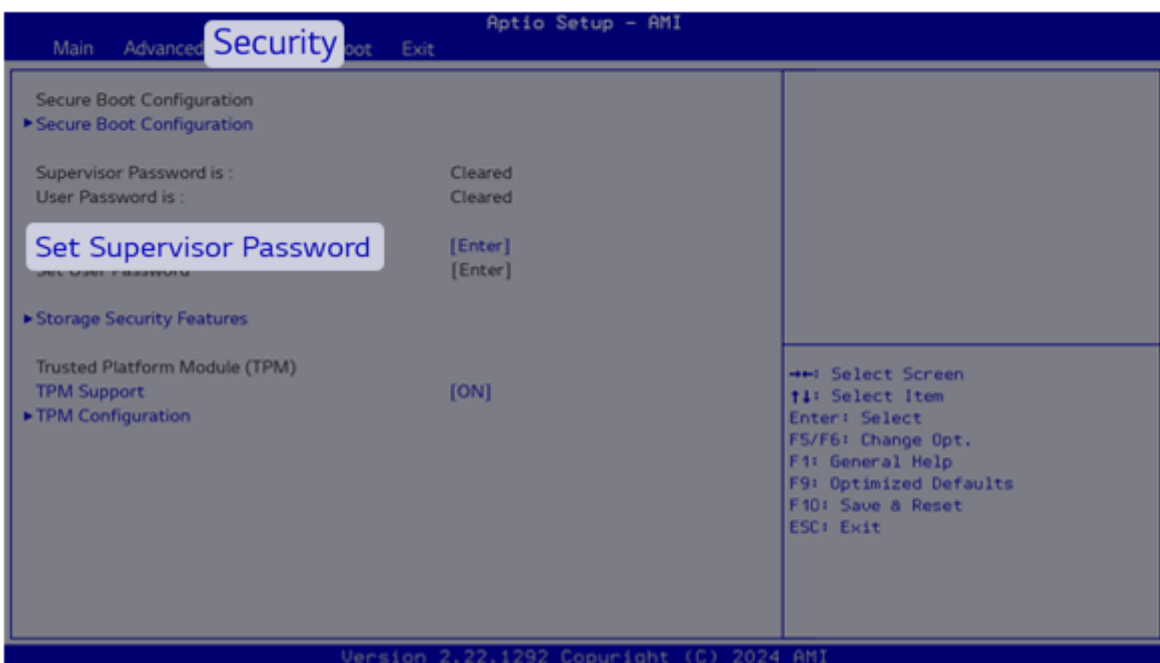 Aptio Setup - AMI
Main Advanced Security Exit
Secure Boot Configuration
▶Secure Boot Configuration
Supervisor Password is : Cleared
User Password is : Cleared
Set Supervisor Password [Enter]
Set User Password [Enter]
▶Storage Security Features
Trusted Platform Module (TPM)
TPM Support [ON]
▶TPM Configuration
→←: Select Screen
↑↓: Select Item
Enter: Select
F5/F6: Change Opt.
F1: General Help
F9: Optimized Defaults
F10: Save & Reset
ESC: Exit
Version 2.22.1292 Copyright (C) 2024 AMI